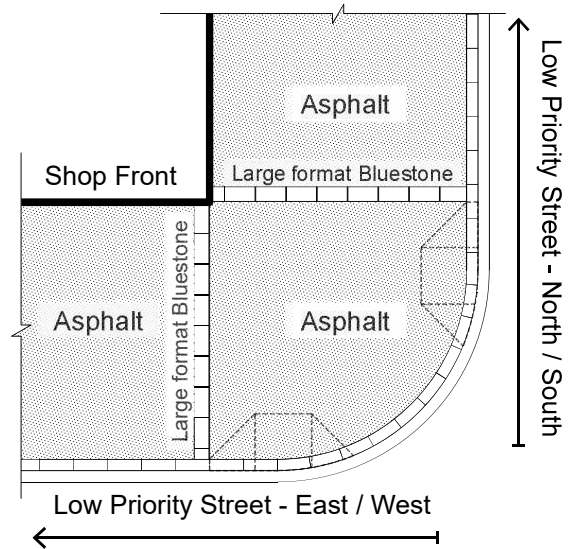 Asphalt
Large format Bluestone
Shop Front
Low Priority Street - North / South
Asphalt
Large format Bluestone
Asphalt
Low Priority Street - East / West